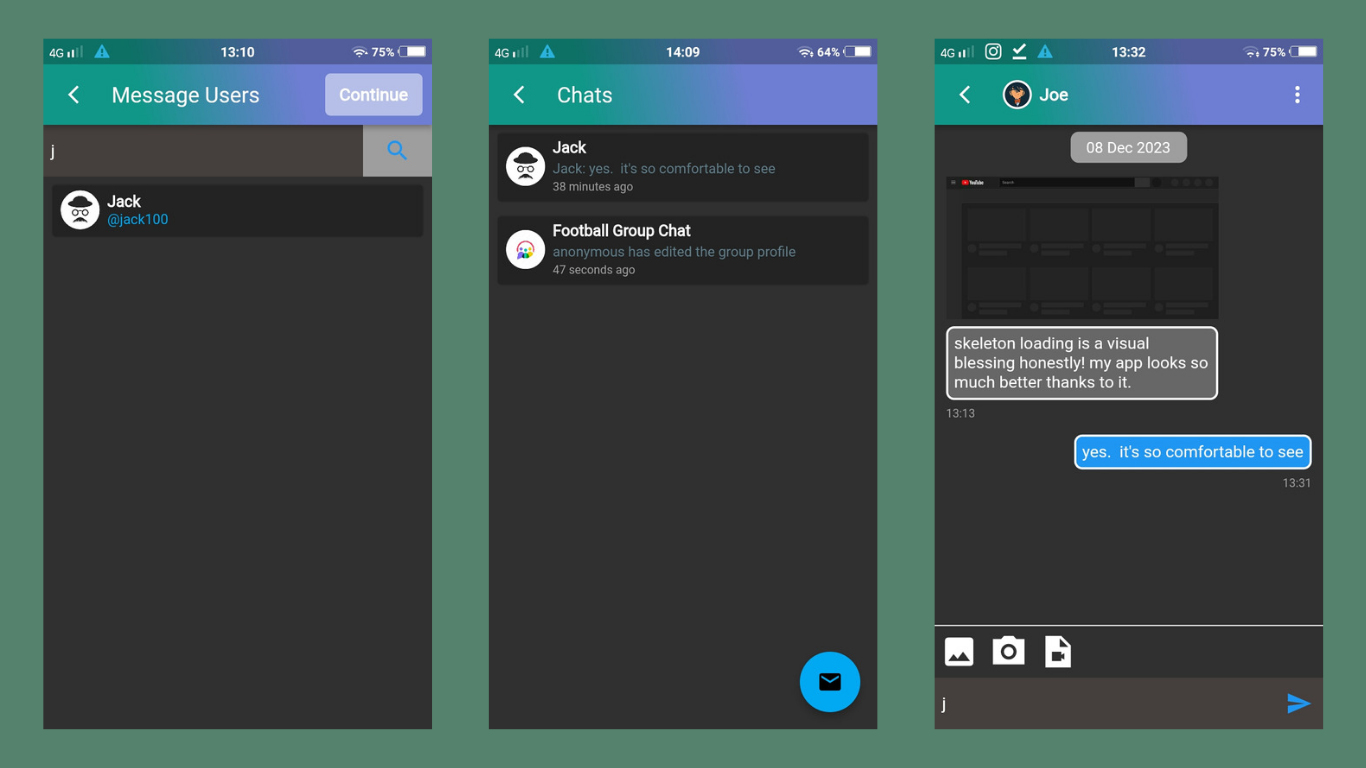 4G 13:10 75%
Message Users Continue
j
Jack
@jack100
4G 14:09 64%
Chats
Jack
Jack: yes.  it's so comfortable to see
38 minutes ago
Football Group Chat
anonymous has edited the group profile
47 seconds ago
4G 13:32 75%
Joe
08 Dec 2023
YouTube Search
skeleton loading is a visual
blessing honestly! my app looks so
much better thanks to it.
13:13
yes.  it's so comfortable to see
13:31
j